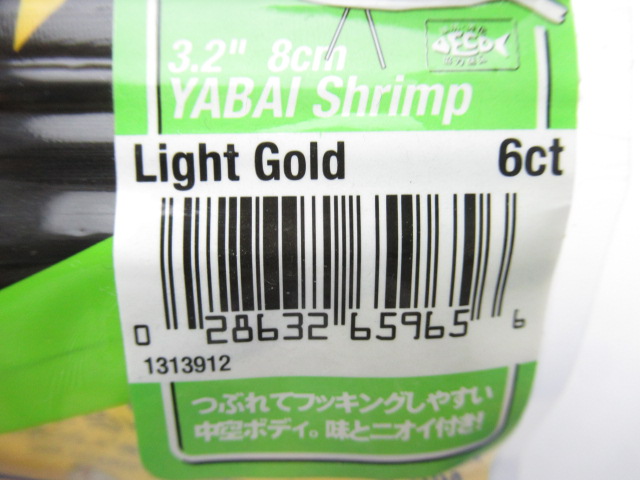 3.2" 8cm
YABAI Shrimp
Light Gold 6ct
0 28632 65965 6
1313912
つぶれてフッキングしやすい
中空ボディ。味とニオイ付き!